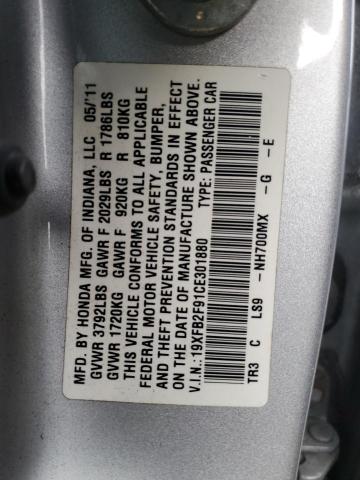 MFD. BY HONDA MFG. OF INDIANA, LLC 05/'11
GVWR 3792LBS GAWR F 2029LBS R 1786LBS
GVWR 1720KG GAWR F 920KG R 810KG
THIS VEHICLE CONFORMS TO ALL APPLICABLE
FEDERAL MOTOR VEHICLE SAFETY, BUMPER,
AND THEFT PREVENTION STANDARDS IN EFFECT
ON THE DATE OF MANUFACTURE SHOWN ABOVE.
V.I.N.:19XFB2F91CE301880 TYPE: PASSENGER CAR
TR3 C LS9 -NH700MX -G -E